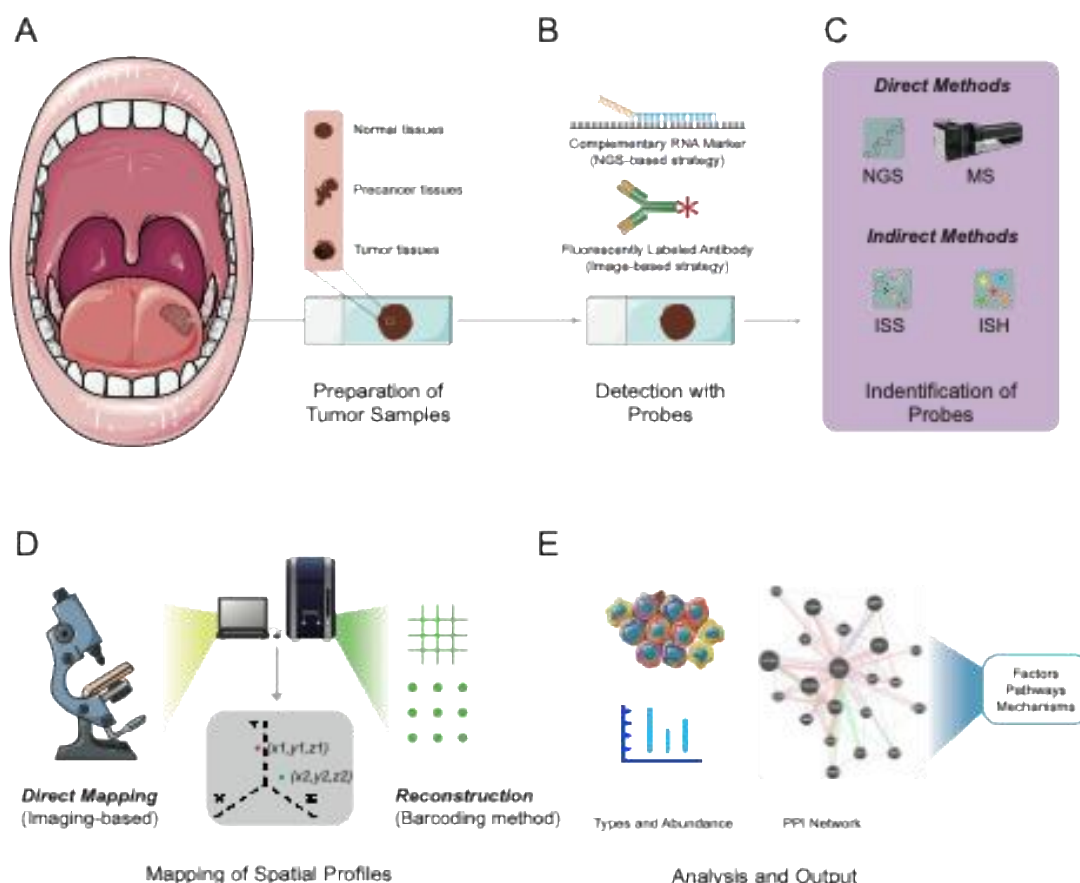 A
B
C
Normal tissues
Precancer tissues
Tumor tissues
Preparation of
Tumor Samples
Complementary RNA Marker
(NGS-based strategy)
Fluorescently Labeled Antibody
(Image-based strategy)
Detection with
Probes
Direct Methods
NGS
MS
Indirect Methods
ISS
ISH
Indentification of
Probes
D
E
Y
(x1,y1,z1)
(x2,y2,z2)
X
Direct Mapping
(Imaging-based)
Reconstruction
(Barcoding method)
Mapping of Spatial Profiles
Factors
Pathways
Mechanisms
Types and Abundance
PPI Network
Analysis and Output